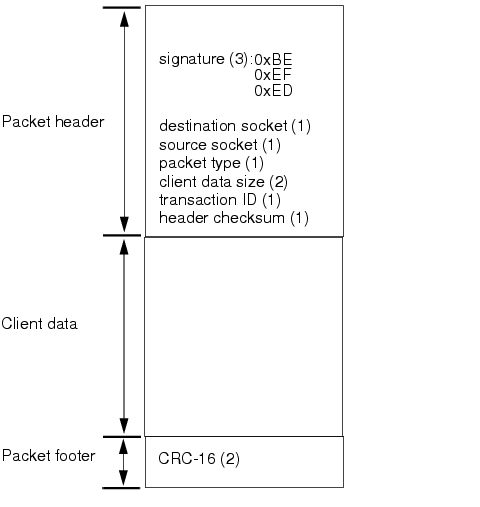 signature (3):0xBE
0xEF
0xED
Packet header
destination socket (1)
source socket (1)
packet type (1)
client data size (2)
transaction ID (1)
header checksum (1)
Client data
Packet footer
CRC-16 (2)